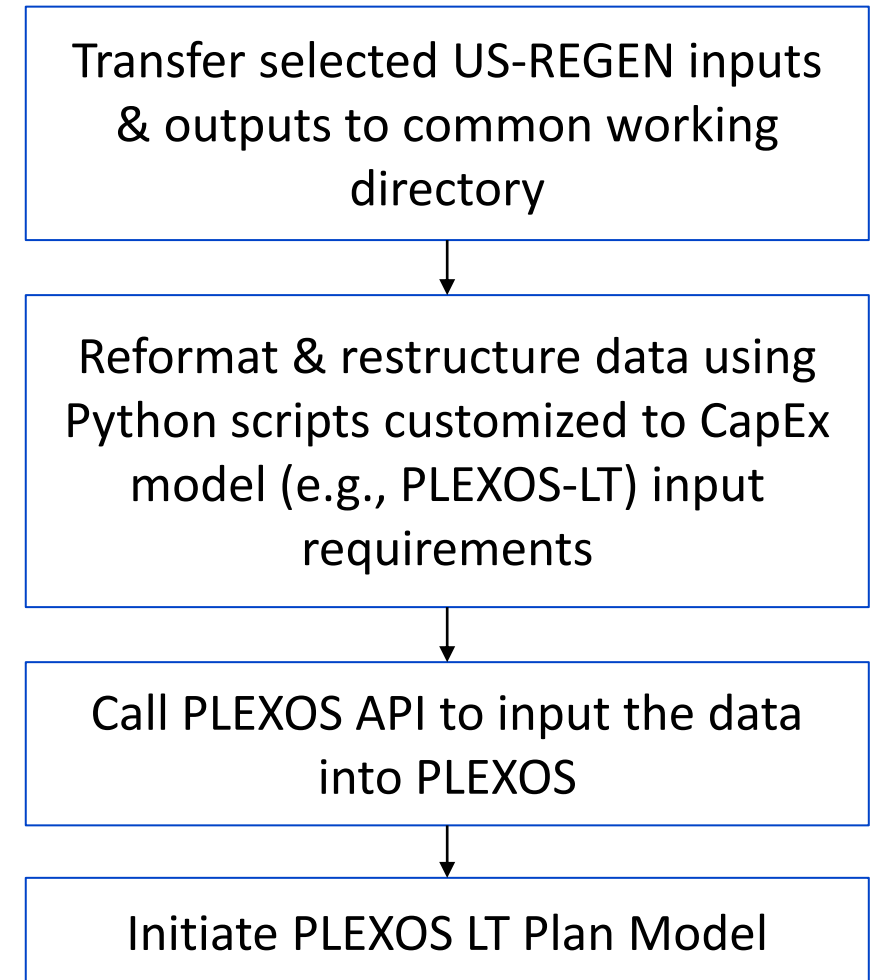 Transfer selected US-REGEN inputs
& outputs to common working
directory
Reformat & restructure data using
Python scripts customized to CapEx
model (e.g., PLEXOS-LT) input
requirements
Call PLEXOS API to input the data
into PLEXOS
Initiate PLEXOS LT Plan Model